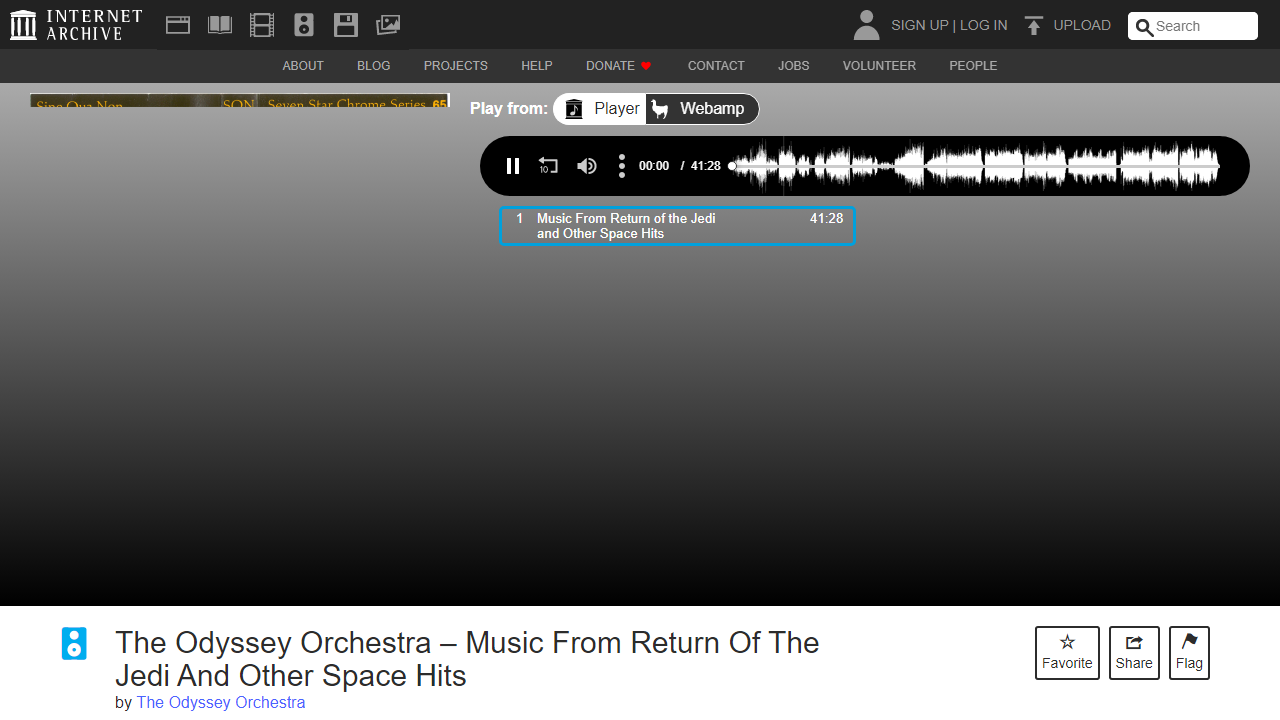 INTERNET
ARCHIVE
SIGN UP | LOG IN
UPLOAD
Search
ABOUT
BLOG
PROJECTS
HELP
DONATE
CONTACT
JOBS
VOLUNTEER
PEOPLE
Sine Qua Non
SON
Seven Star Chrome Series 65
Play from:
Player
Webamp
10
00:00 / 41:28
1 Music From Return of the Jedi 41:28
and Other Space Hits
The Odyssey Orchestra – Music From Return Of The
Jedi And Other Space Hits
by The Odyssey Orchestra
Favorite
Share
Flag